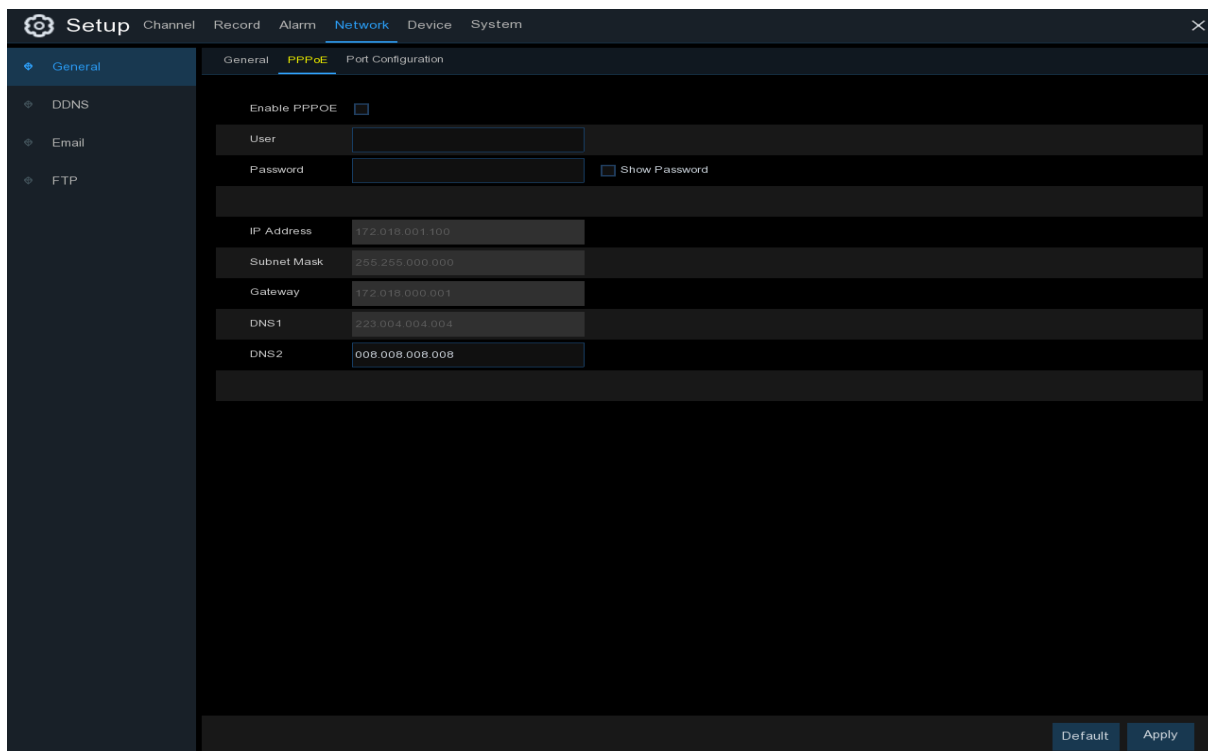 Setup Channel Record Alarm Network Device System
General
DDNS
Email
FTP
General PPPoE Port Configuration
Enable PPPOE
User
Password Show Password
IP Address 172.018.001.100
Subnet Mask 255.255.000.000
Gateway 172.018.000.001
DNS1 223.004.004.004
DNS2 008.008.008.008
Default Apply